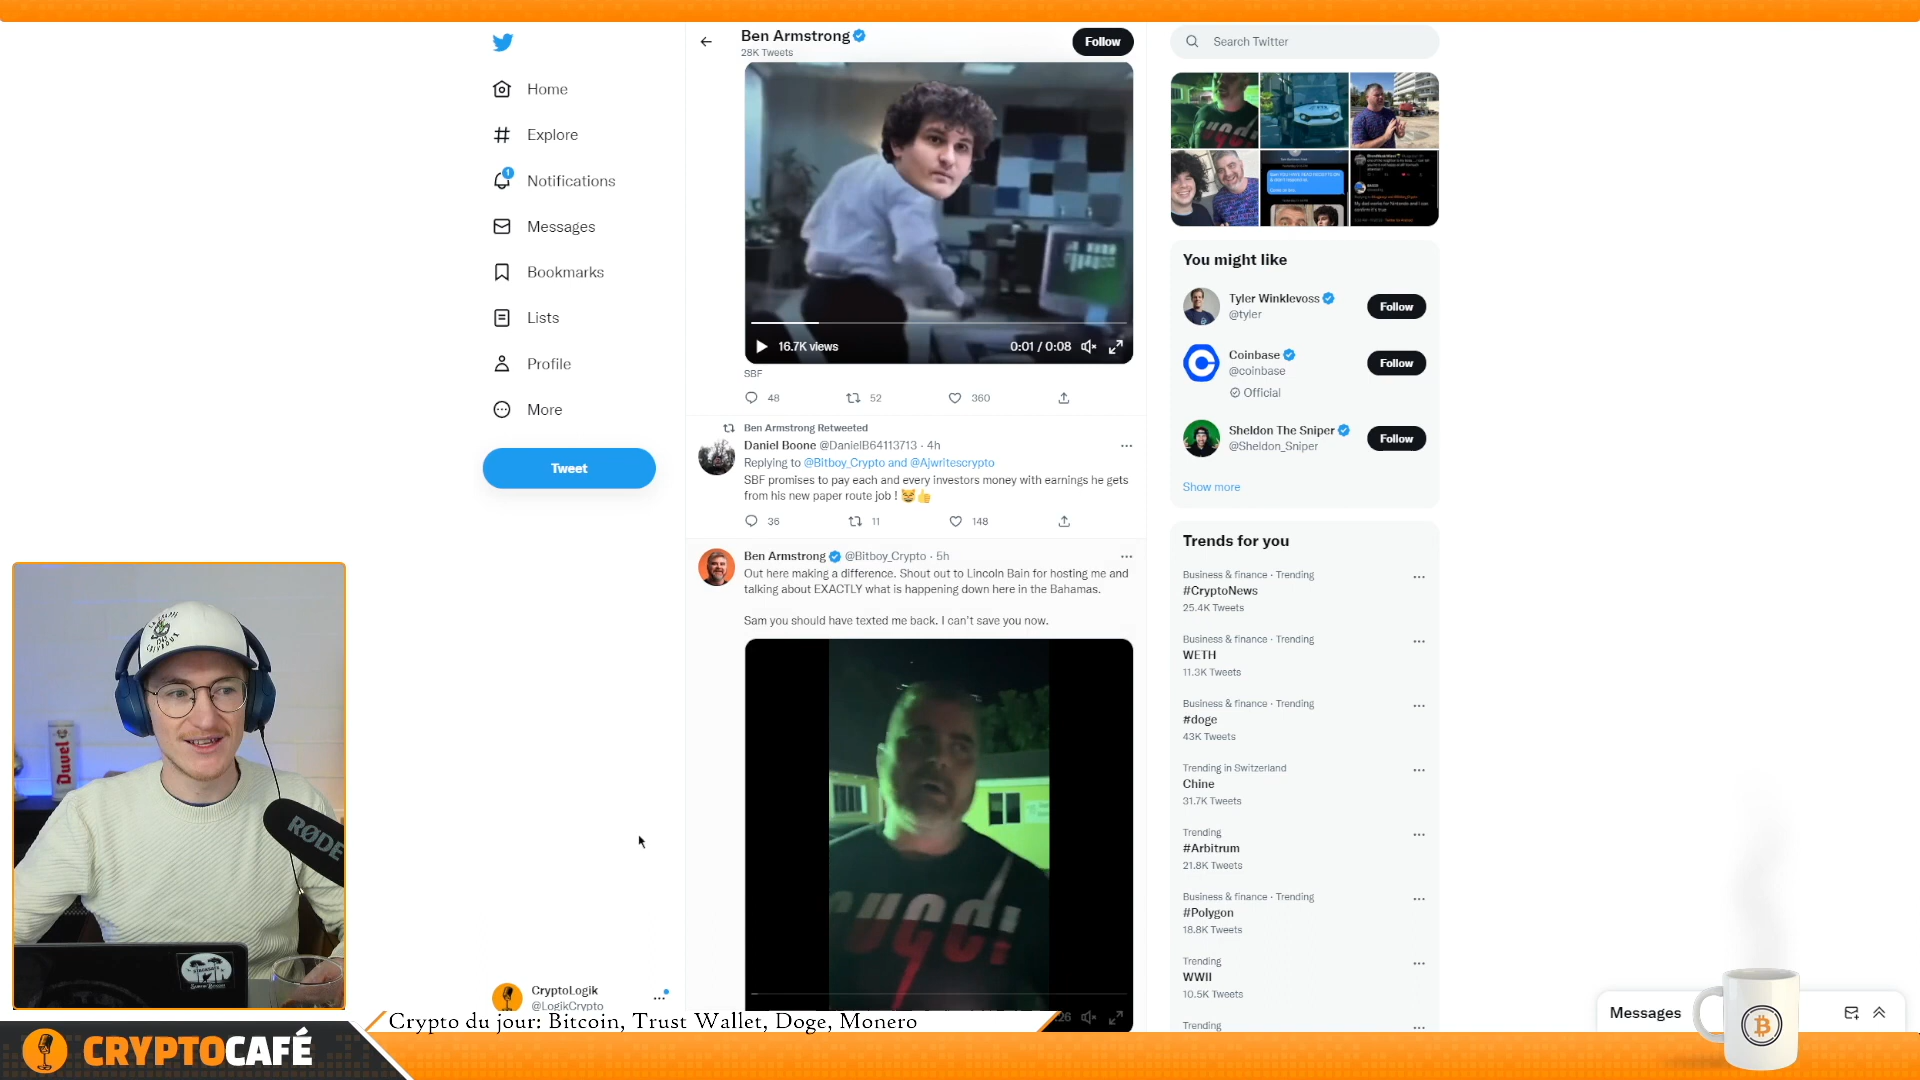 Home
Explore
1
Notifications
Messages
Bookmarks
Lists
Profile
More
Tweet
CryptoLogik
@LogikCrypto
Ben Armstrong
28K Tweets
Follow
16.7K views
0:01 / 0:08
SBF
48
52
360
Ben Armstrong Retweeted
Daniel Boone @DanielB64113713 · 4h
Replying to @Bitboy_Crypto and @Ajwritescrypto
SBF promises to pay each and every investors money with earnings he gets
from his new paper route job ! 😹👍
36
11
148
Ben Armstrong @Bitboy_Crypto · 5h
Out here making a difference. Shout out to Lincoln Bain for hosting me and
talking about EXACTLY what is happening down here in the Bahamas.
Sam you should have texted me back. I can't save you now.
Search Twitter
You might like
Tyler Winklevoss
@tyler
Follow
Coinbase
@coinbase
Official
Follow
Sheldon The Sniper
@Sheldon_Sniper
Follow
Show more
Trends for you
Business & finance · Trending
#CryptoNews
25.4K Tweets
Business & finance · Trending
WETH
11.3K Tweets
Business & finance · Trending
#doge
43K Tweets
Trending in Switzerland
Chine
31.7K Tweets
Trending
#Arbitrum
21.8K Tweets
Business & finance · Trending
#Polygon
18.8K Tweets
Trending
WWII
10.5K Tweets
Trending
Messages
Duvel
RØDE
Crypto du jour: Bitcoin, Trust Wallet, Doge, Monero
CRYPTOCAFÉ